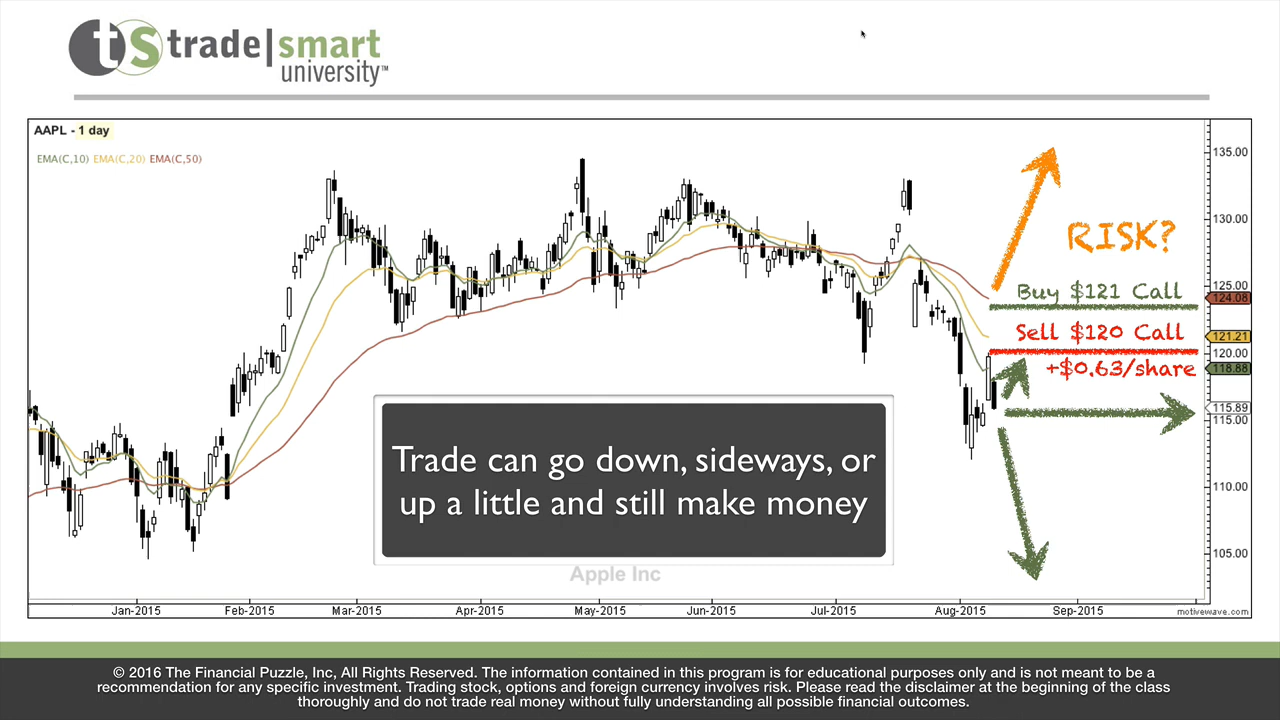 ts trade|smart
university™
AAPL - 1 day
EMA(C,10) EMA(C,20) EMA(C,50)
135.00
130.00
125.00
124.08
121.21
120.00
118.88
115.89
115.00
110.00
105.00
RISK?
Buy $121 Call
Sell $120 Call
+$0.63/share
Trade can go down, sideways, or
up a little and still make money
Apple Inc
Jan-2015 Feb-2015 Mar-2015 Apr-2015 May-2015 Jun-2015 Jul-2015 Aug-2015 Sep-2015
motivewave.com
© 2016 The Financial Puzzle, Inc, All Rights Reserved. The information contained in this program is for educational purposes only and is not meant to be a
recommendation for any specific investment. Trading stock, options and foreign currency involves risk. Please read the disclaimer at the beginning of the class
thoroughly and do not trade real money without fully understanding all possible financial outcomes.